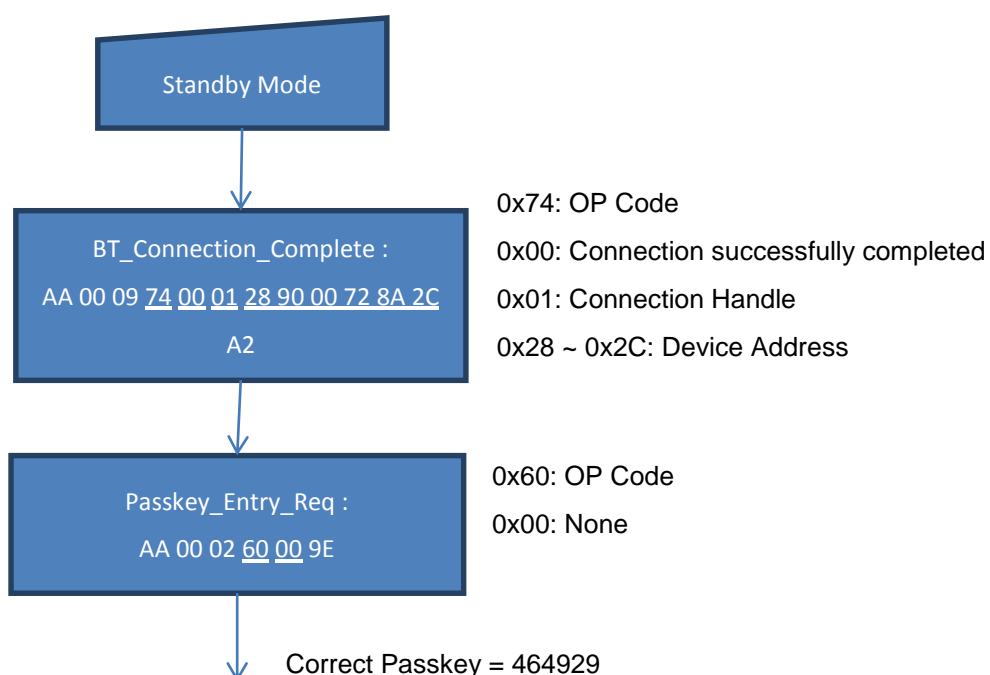 Standby Mode
BT_Connection_Complete :
AA 00 09 74 00 01 28 90 00 72 8A 2C
A2
0x74: OP Code
0x00: Connection successfully completed
0x01: Connection Handle
0x28 ~ 0x2C: Device Address
Passkey_Entry_Req :
AA 00 02 60 00 9E
0x60: OP Code
0x00: None
Correct Passkey = 464929